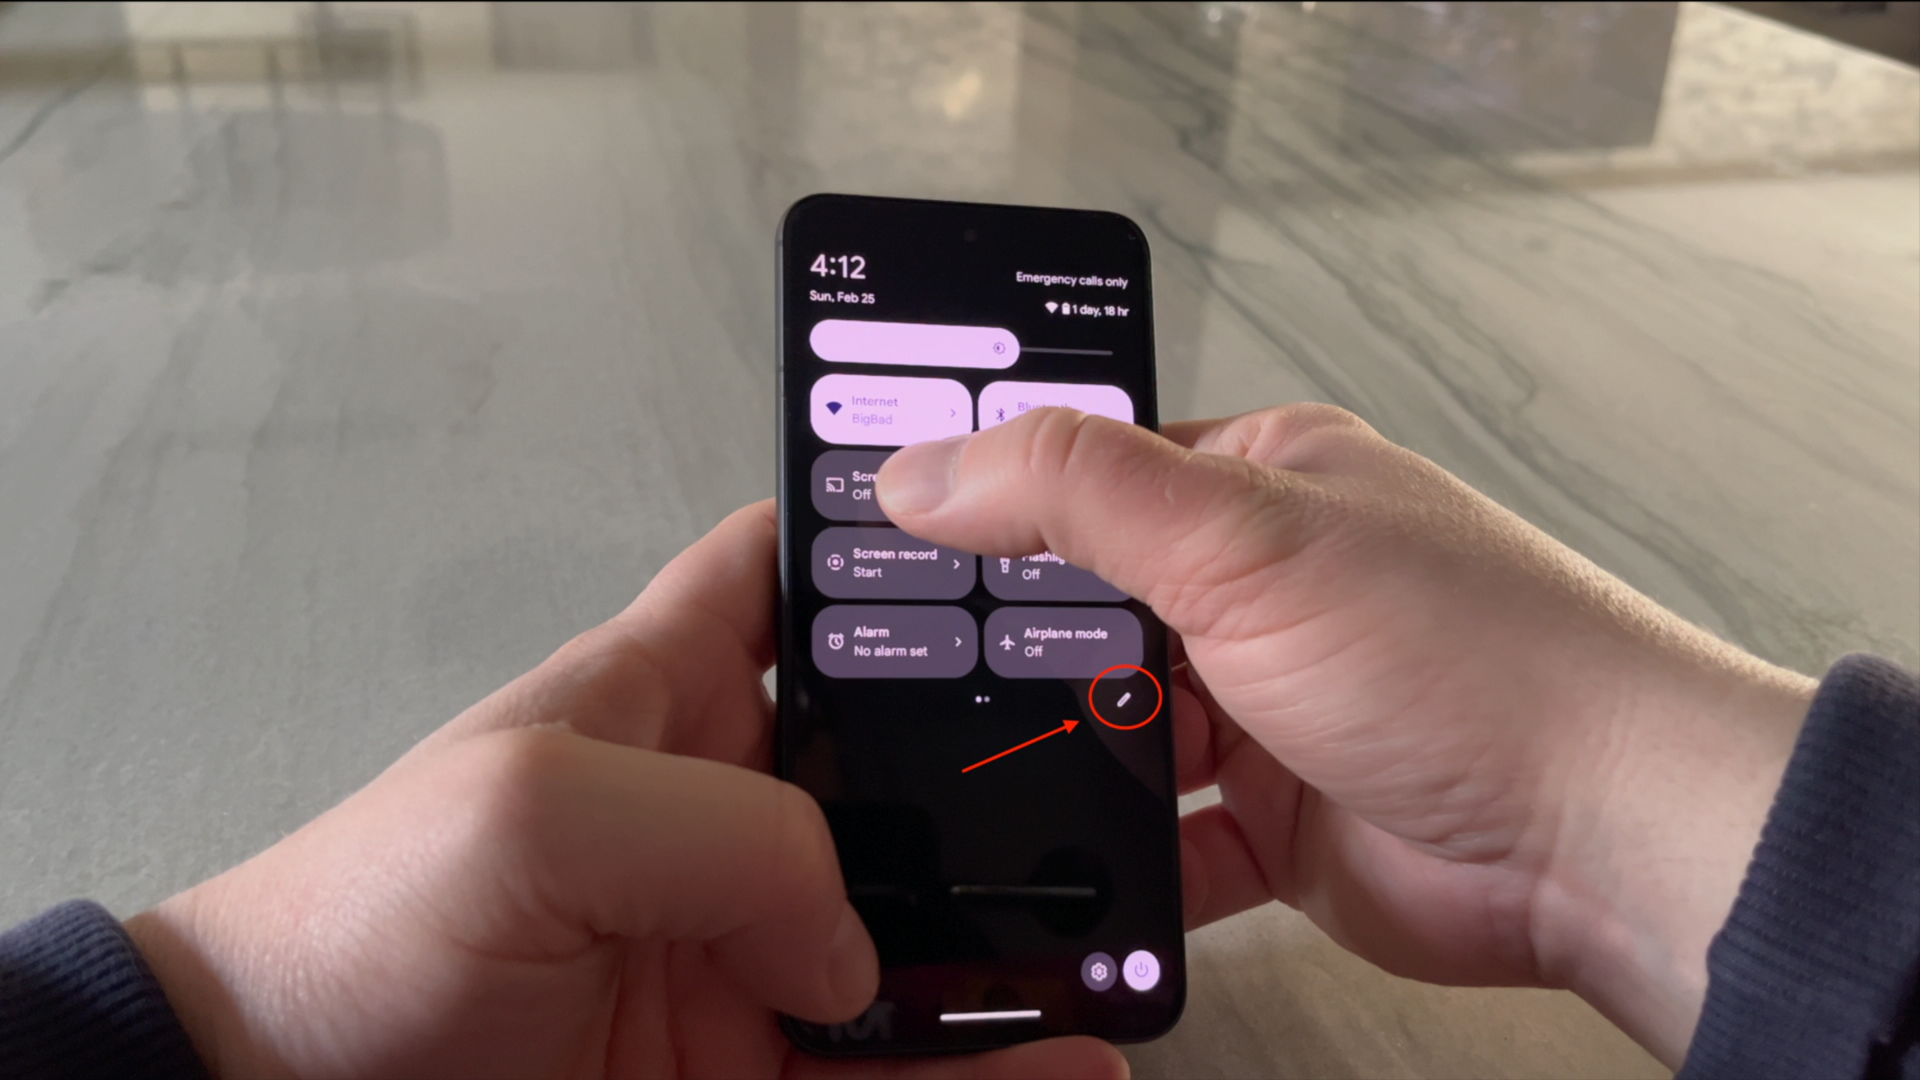 4:12
Emergency calls only
Sun, Feb 25
1 day, 18 hr
Internet
BigBad
Off
Screen record
Start
Off
Alarm
No alarm set
Airplane mode
Off